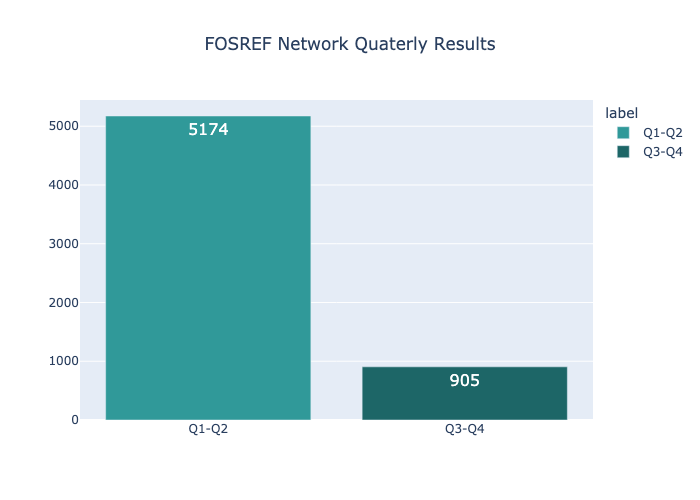 FOSREF Network Quaterly Results
label
Q1-Q2
Q3-Q4
5000
4000
3000
2000
1000
0
5174
905
Q1-Q2
Q3-Q4